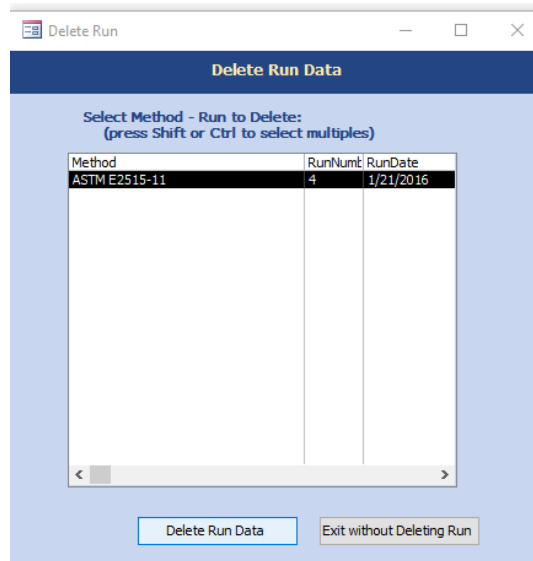 Delete Run
Delete Run Data
Select Method - Run to Delete:
(press Shift or Ctrl to select multiples)
Method RunNumb RunDate
ASTM E2515-11 4 1/21/2016
Delete Run Data Exit without Deleting Run